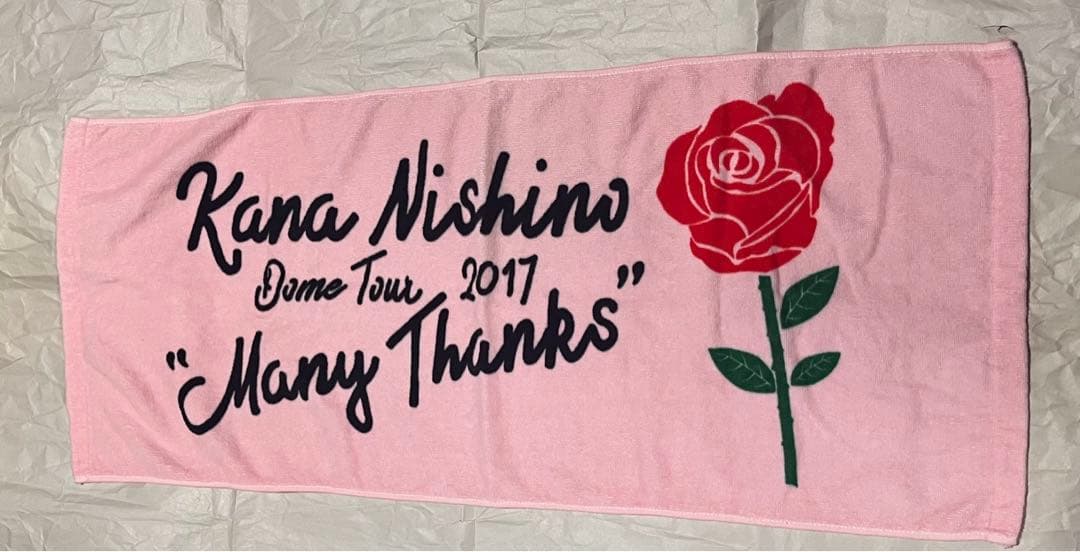 Kana Nishino
Dome Tour 2017
"Many Thanks"